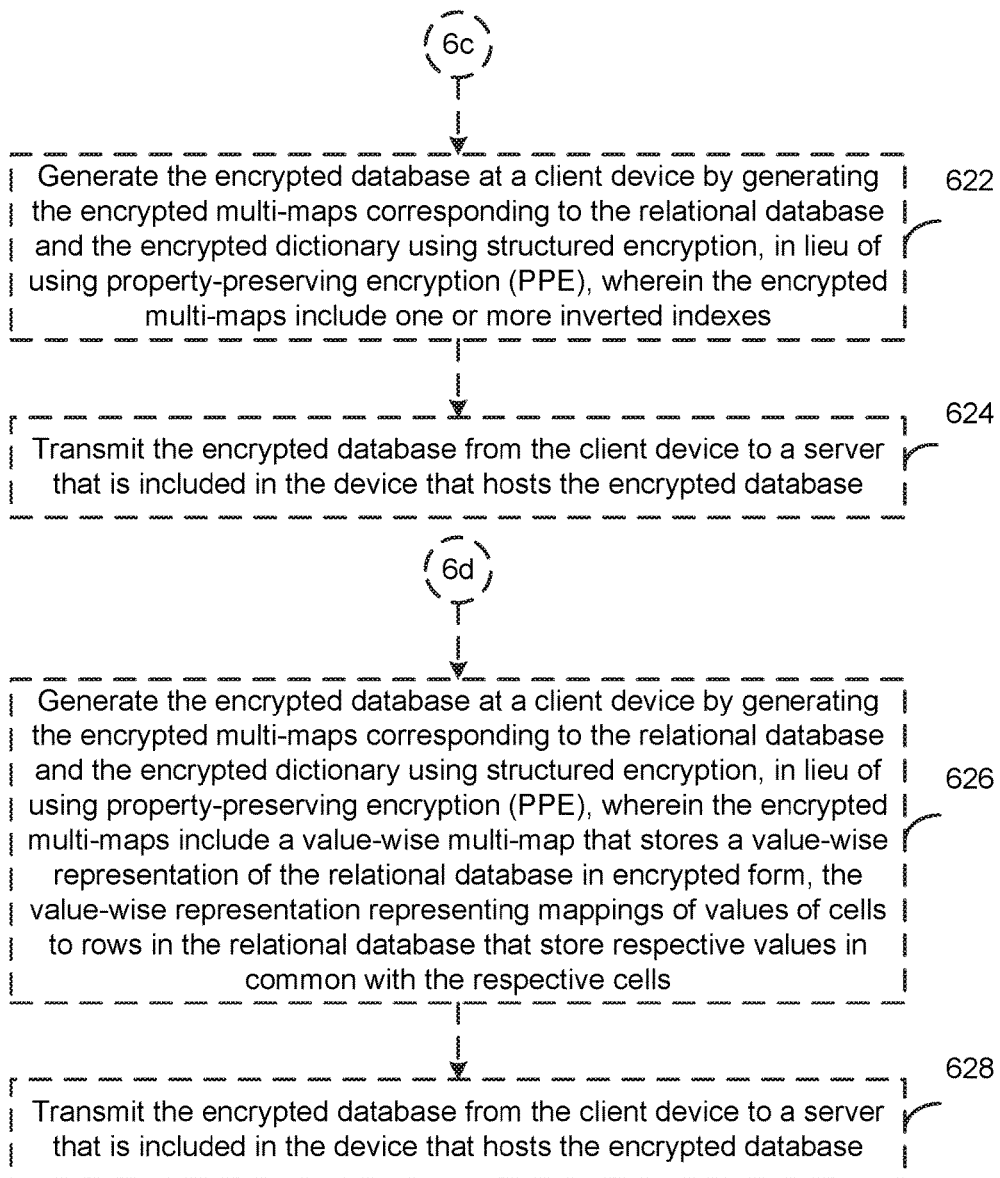 6c
Generate the encrypted database at a client device by generating
the encrypted multi-maps corresponding to the relational database
and the encrypted dictionary using structured encryption, in lieu of
using property-preserving encryption (PPE), wherein the encrypted
multi-maps include one or more inverted indexes
622
Transmit the encrypted database from the client device to a server
that is included in the device that hosts the encrypted database
624
6d
Generate the encrypted database at a client device by generating
the encrypted multi-maps corresponding to the relational database
and the encrypted dictionary using structured encryption, in lieu of
using property-preserving encryption (PPE), wherein the encrypted
multi-maps include a value-wise multi-map that stores a value-wise
representation of the relational database in encrypted form, the
value-wise representation representing mappings of values of cells
to rows in the relational database that store respective values in
common with the respective cells
626
Transmit the encrypted database from the client device to a server
that is included in the device that hosts the encrypted database
628